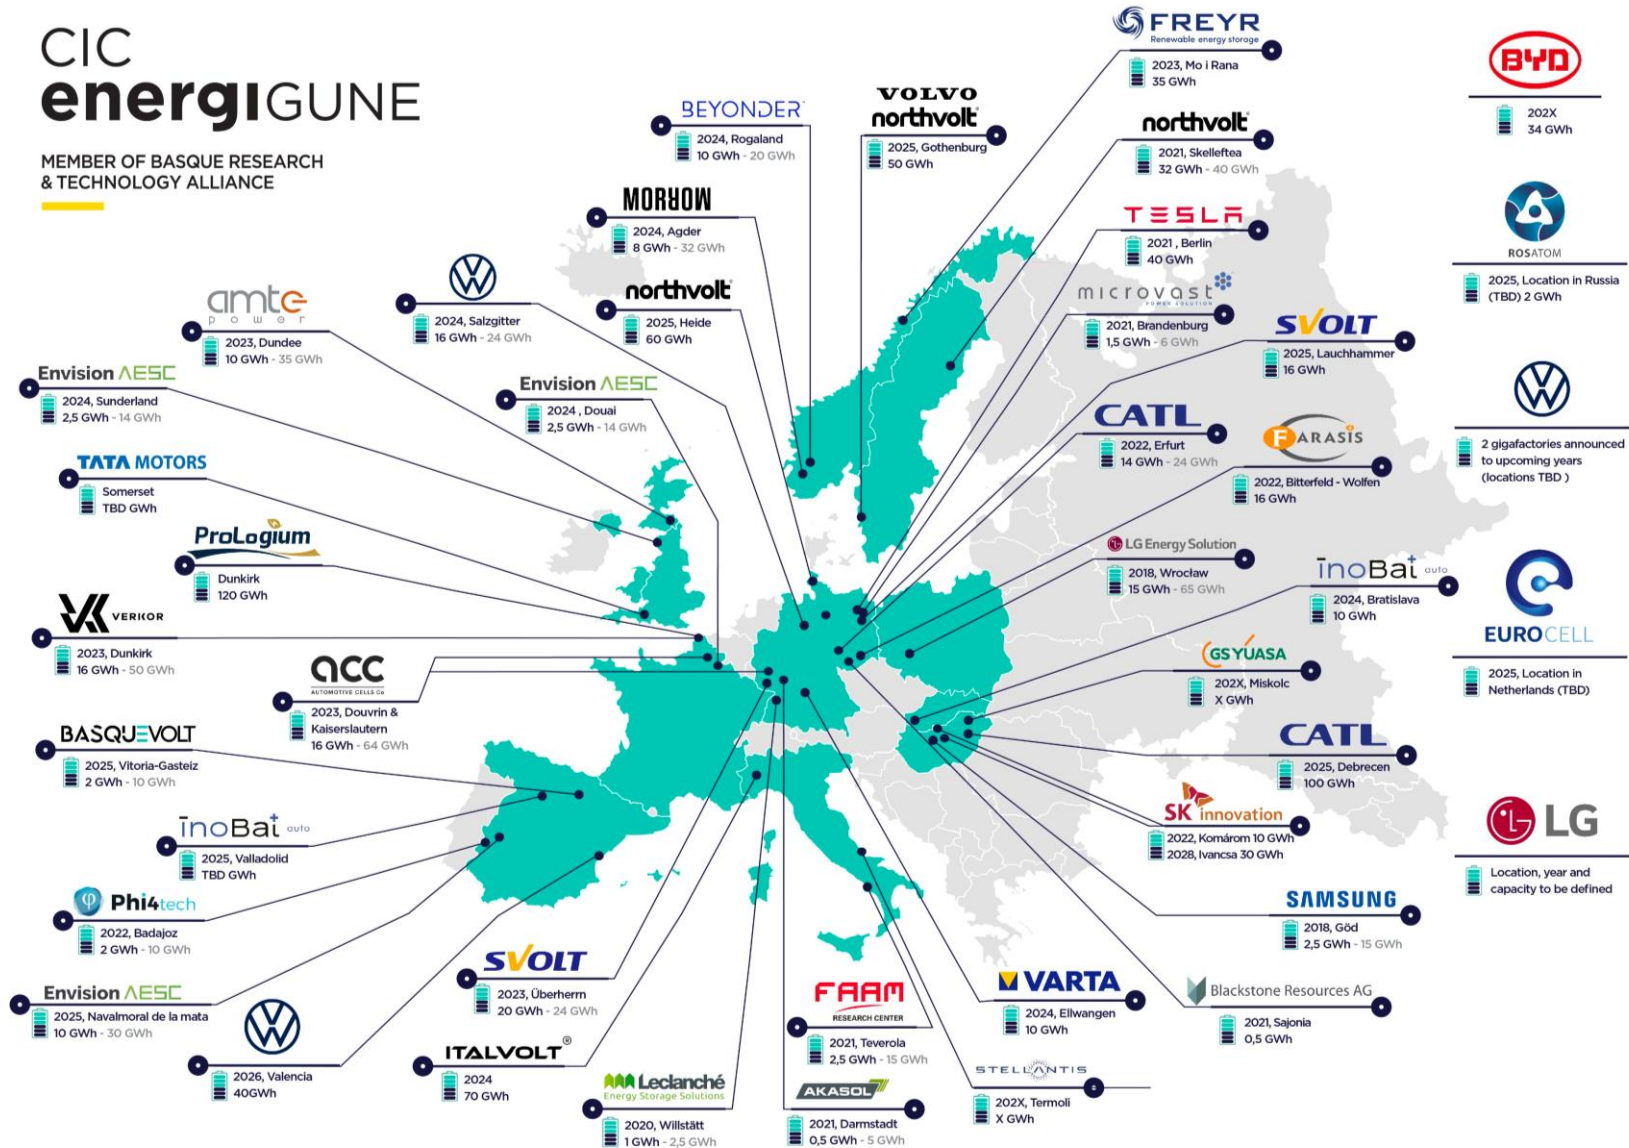 CIC
energiGUNE
MEMBER OF BASQUE RESEARCH
& TECHNOLOGY ALLIANCE
FREYR
Renewable energy storage
2023, Mo i Rana
35 GWh
BYD
202X
34 GWh
BEYONDER
2024, Rogaland
10 GWh - 20 GWh
VOLVO
northvolt
2025, Gothenburg
50 GWh
northvolt
2021, Skelleftea
32 GWh - 40 GWh
MORROW
2024, Agder
8 GWh - 32 GWh
TESLA
2021 , Berlin
40 GWh
ROSATOM
2025, Location in Russia
(TBD) 2 GWh
amte
power
2023, Dundee
10 GWh - 35 GWh
VW
2024, Salzgitter
16 GWh - 24 GWh
northvolt
2025, Heide
60 GWh
microvast
POWER SOLUTION
2021, Brandenburg
1,5 GWh - 6 GWh
SVOLT
2025, Lauchhammer
16 GWh
Envision AESC
2024, Sunderland
2,5 GWh - 14 GWh
Envision AESC
2024 , Douai
2,5 GWh - 14 GWh
CATL
2022, Erfurt
14 GWh - 24 GWh
FARASIS
2022, Bitterfeld - Wolfen
16 GWh
VW
2 gigafactories announced
to upcoming years
(locations TBD )
TATA MOTORS
Somerset
TBD GWh
ProLogium
Dunkirk
120 GWh
LG Energy Solution
2018, Wrocław
15 GWh - 65 GWh
inoBat auto
2024, Bratislava
10 GWh
EUROCELL
2025, Location in
Netherlands (TBD)
VERKOR
2023, Dunkirk
16 GWh - 50 GWh
acc
AUTOMOTIVE CELLS Co
2023, Douvrin &
Kaiserslautern
16 GWh - 64 GWh
GS YUASA
202X, Miskolc
X GWh
BASQUEVOLT
2025, Vitoria-Gasteiz
2 GWh - 10 GWh
CATL
2025, Debrecen
100 GWh
inoBat auto
2025, Valladolid
TBD GWh
SK innovation
2022, Komárom 10 GWh
2028, Ivancsa 30 GWh
LG
Location, year and
capacity to be defined
Phi4tech
2022, Badajoz
2 GWh - 10 GWh
SAMSUNG
2018, Göd
2,5 GWh - 15 GWh
Envision AESC
2025, Navalmoral de la mata
10 GWh - 30 GWh
SVOLT
2023, Überherrn
20 GWh - 24 GWh
FAAM
RESEARCH CENTER
2021, Teverola
2,5 GWh - 15 GWh
VARTA
2024, Ellwangen
10 GWh
Blackstone Resources AG
2021, Sajonia
0,5 GWh
VW
2026, Valencia
40GWh
ITALVOLT®
2024
70 GWh
Leclanché
Energy Storage Solutions
2020, Willstätt
1 GWh - 2,5 GWh
AKASOL
2021, Darmstadt
0,5 GWh - 5 GWh
STELLANTIS
202X, Termoli
X GWh